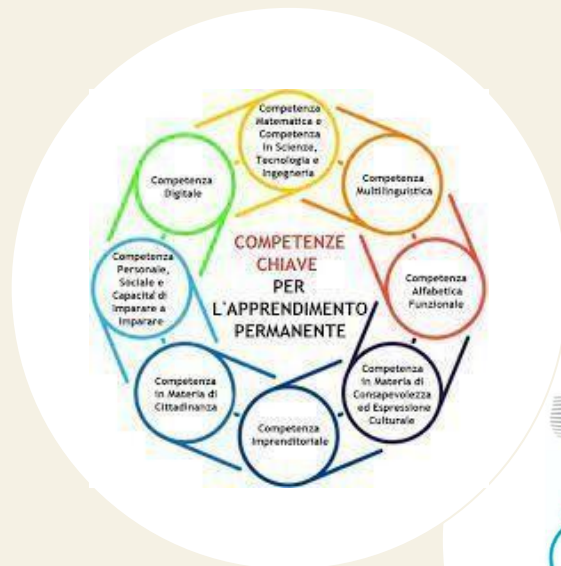 Competenza
Matematica e
Competenza
in Scienze,
Tecnologia e
Ingegneria
Competenza
Multilinguistica
Competenza
Alfabetica
Funzionale
Competenza
in Materia di
Consapevolezza
ed Espressione
Culturale
Competenza
Imprenditoriale
Competenza
in Materia di
Cittadinanza
Competenza
Personale,
Sociale e
Capacita' di
Imparare a
Imparare
Competenza
Digitale
COMPETENZE
CHIAVE
PER
L'APPRENDIMENTO
PERMANENTE